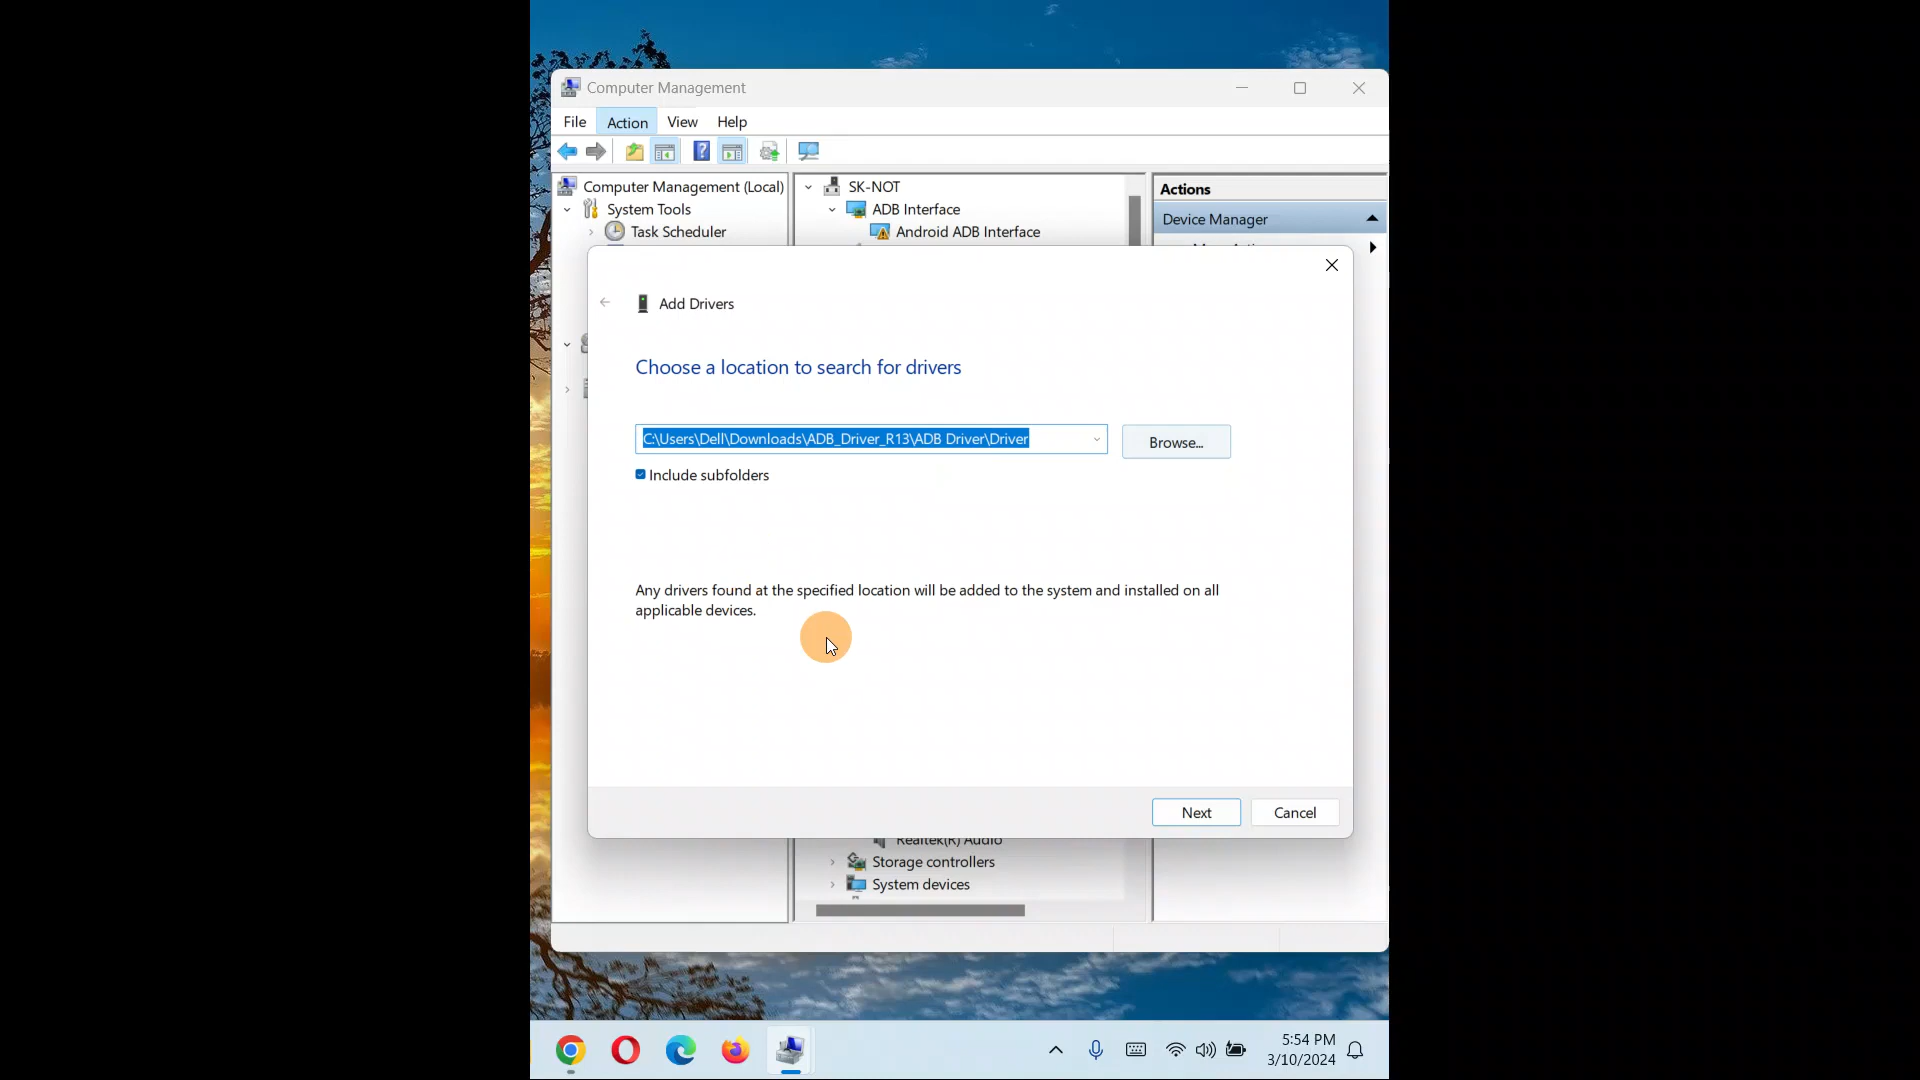 Computer Management
File Action View Help
Computer Management (Local)
System Tools
Task Scheduler
SK-NOT
ADB Interface
Android ADB Interface
Actions
Device Manager
Add Drivers
Choose a location to search for drivers
C:\Users\Dell\Downloads\ADB_Driver_R13\ADB Driver\Driver
Browse...
Include subfolders
Any drivers found at the specified location will be added to the system and installed on all
applicable devices.
Next
Cancel
Realtek(R) Audio
Storage controllers
System devices
5:54 PM
3/10/2024